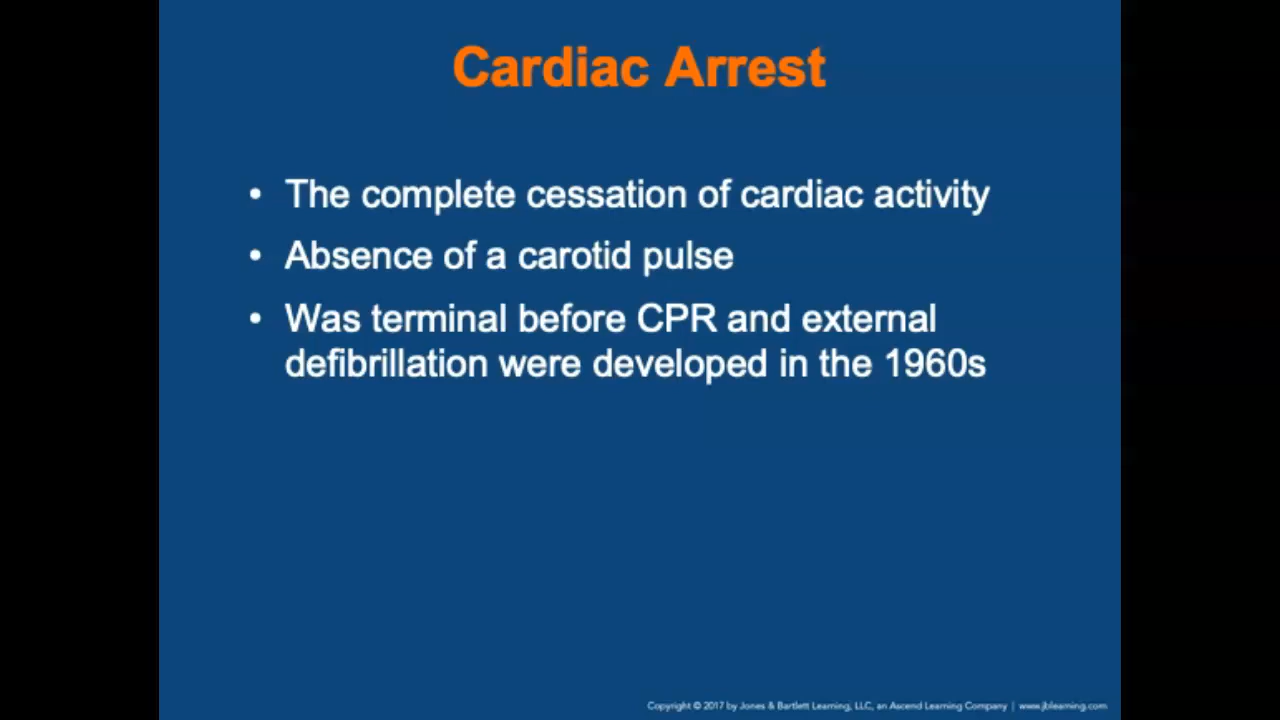 Cardiac Arrest
• The complete cessation of cardiac activity
• Absence of a carotid pulse
• Was terminal before CPR and external
defibrillation were developed in the 1960s
Copyright © 2017 by Jones & Bartlett Learning, LLC, an Ascend Learning Company | www.jblearning.com